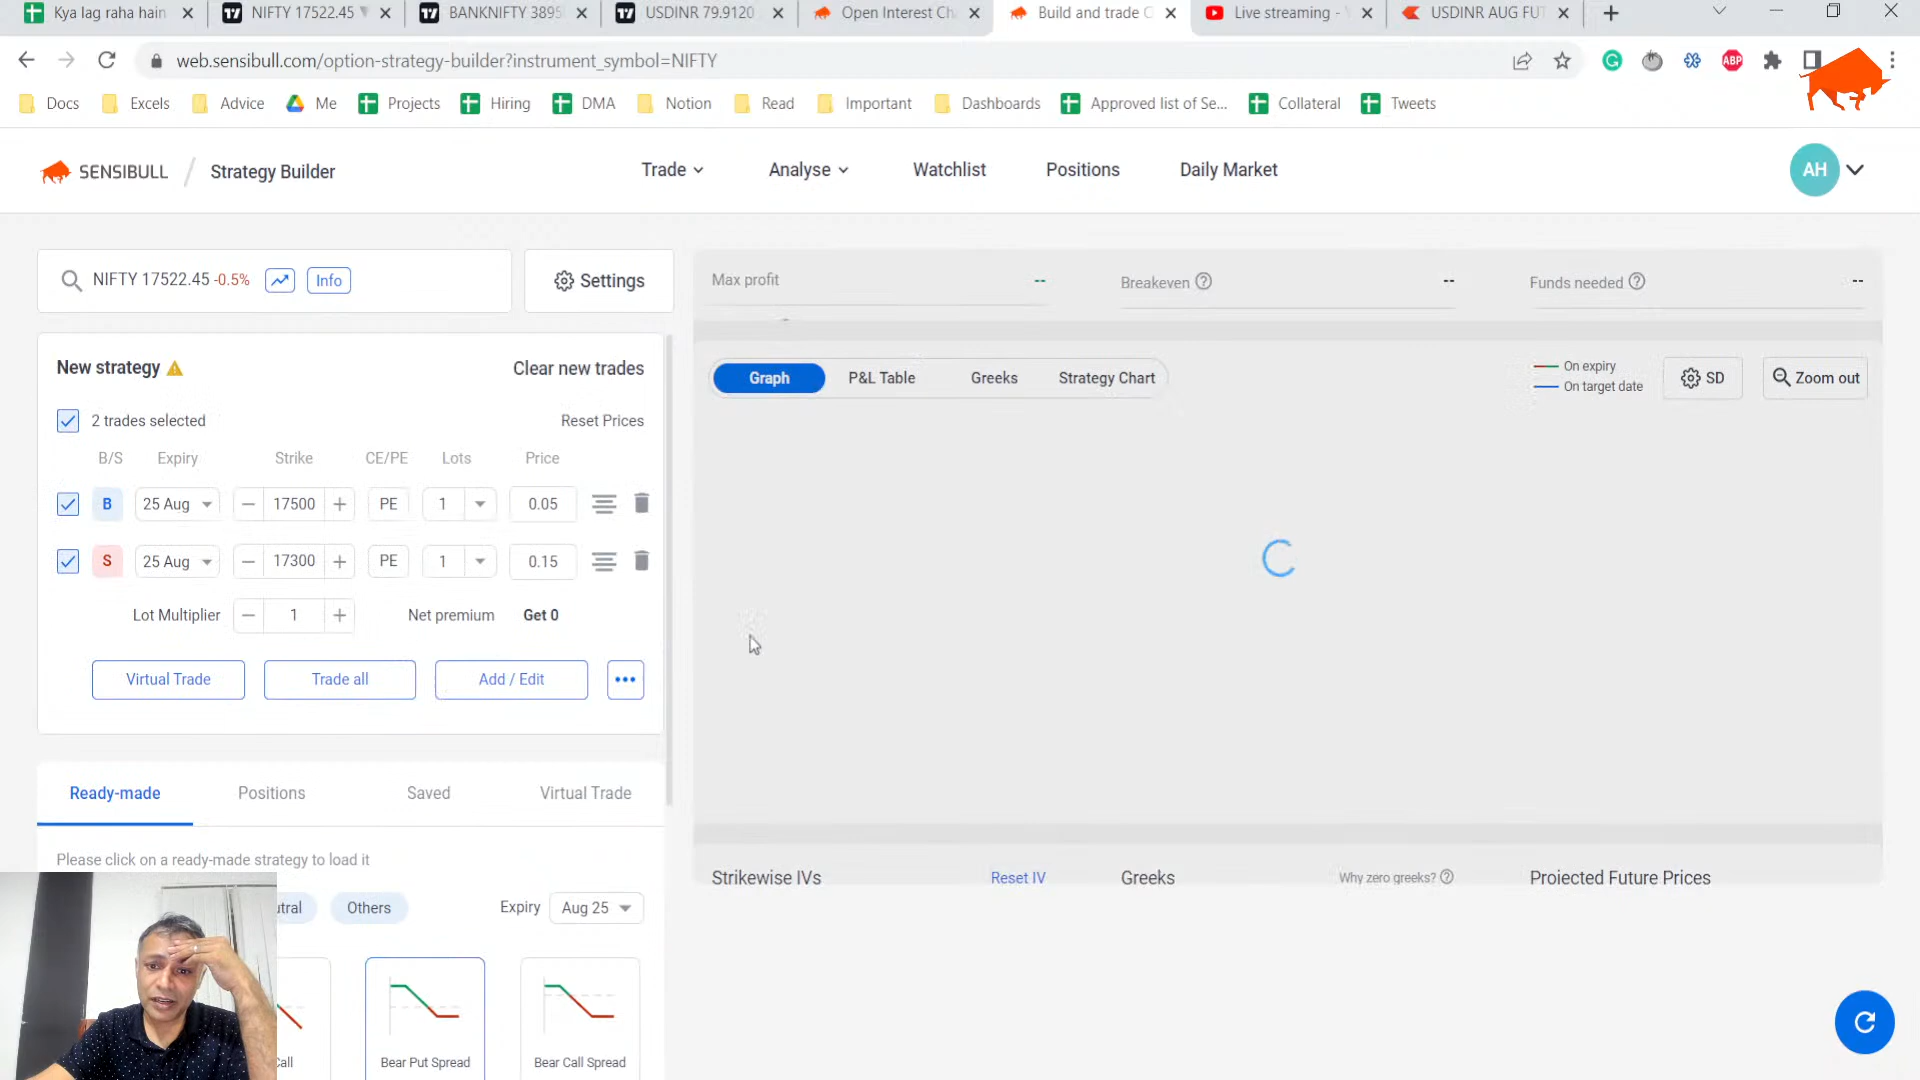 Kya lag raha hain
NIFTY 17522.45
BANKNIFTY 3895
USDINR 79.9120
Open Interest Ch
Build and trade
Live streaming -
USDINR AUG FUT
web.sensibull.com/option-strategy-builder?instrument_symbol=NIFTY
G
ABP
Docs
Excels
Advice
Me
Projects
Hiring
DMA
Notion
Read
Important
Dashboards
Approved list of Se...
Collateral
Tweets
SENSIBULL / Strategy Builder
Trade
Analyse
Watchlist
Positions
Daily Market
AH
NIFTY 17522.45 -0.5%
Info
Settings
Max profit --
Breakeven --
Funds needed --
New strategy
Clear new trades
Graph
P&L Table
Greeks
Strategy Chart
On expiry
On target date
SD
Zoom out
2 trades selected
Reset Prices
B/S Expiry Strike CE/PE Lots Price
B 25 Aug − 17500 + PE 1 0.05
S 25 Aug − 17300 + PE 1 0.15
Lot Multiplier − 1 + Net premium Get 0
Virtual Trade
Trade all
Add / Edit
Ready-made
Positions
Saved
Virtual Trade
Please click on a ready-made strategy to load it
Strikewise IVs
Reset IV
Greeks
Why zero greeks?
Projected Future Prices
Others
Expiry Aug 25
Bear Put Spread
Bear Call Spread